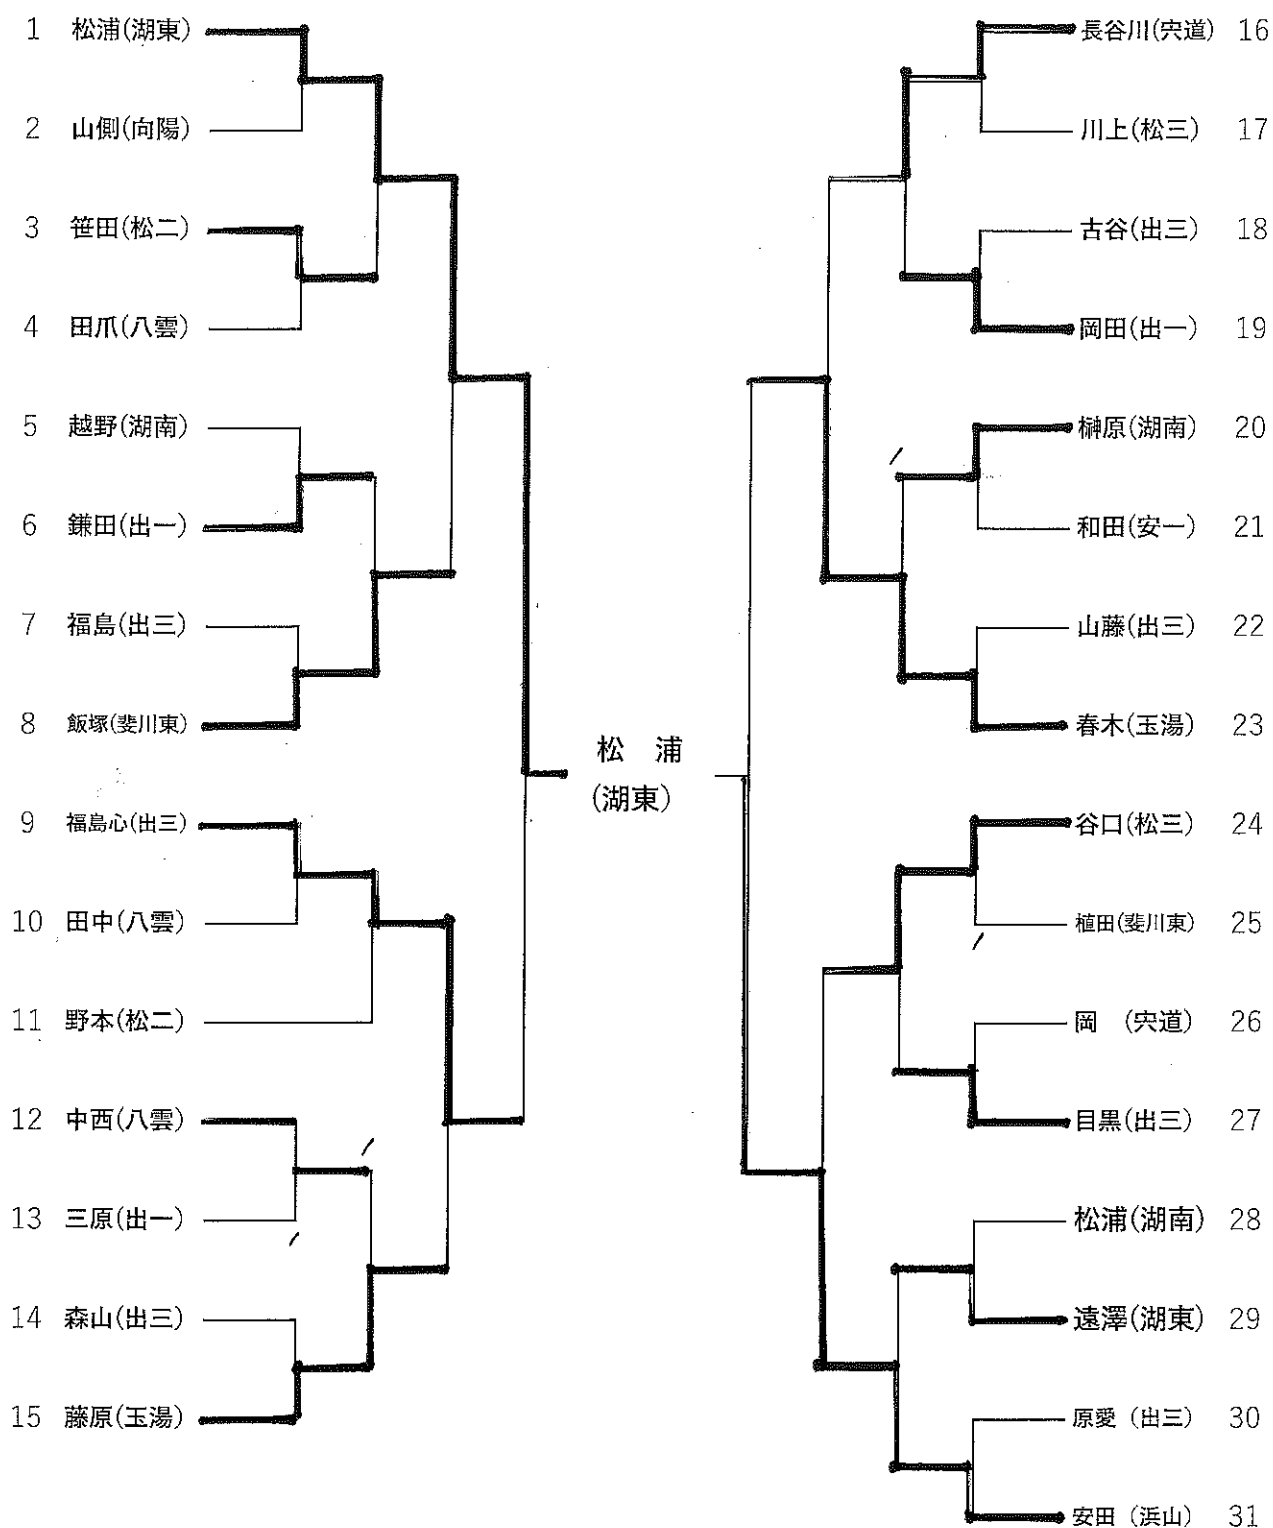 1 松浦(湖東)
2 山側(向陽)
3 笹田(松二)
4 田爪(八雲)
5 越野(湖南)
6 鎌田(出一)
7 福島(出三)
8 飯塚(斐川東)
9 福島心(出三)
10 田中(八雲)
11 野本(松二)
12 中西(八雲)
13 三原(出一)
14 森山(出三)
15 藤原(玉湯)
松 浦
(湖東)
長谷川(宍道) 16
川上(松三) 17
古谷(出三) 18
岡田(出一) 19
榊原(湖南) 20
和田(安一) 21
山藤(出三) 22
春木(玉湯) 23
谷口(松三) 24
植田(斐川東) 25
岡 (宍道) 26
目黒(出三) 27
松浦(湖南) 28
遠澤(湖東) 29
原愛 (出三) 30
安田 (浜山) 31